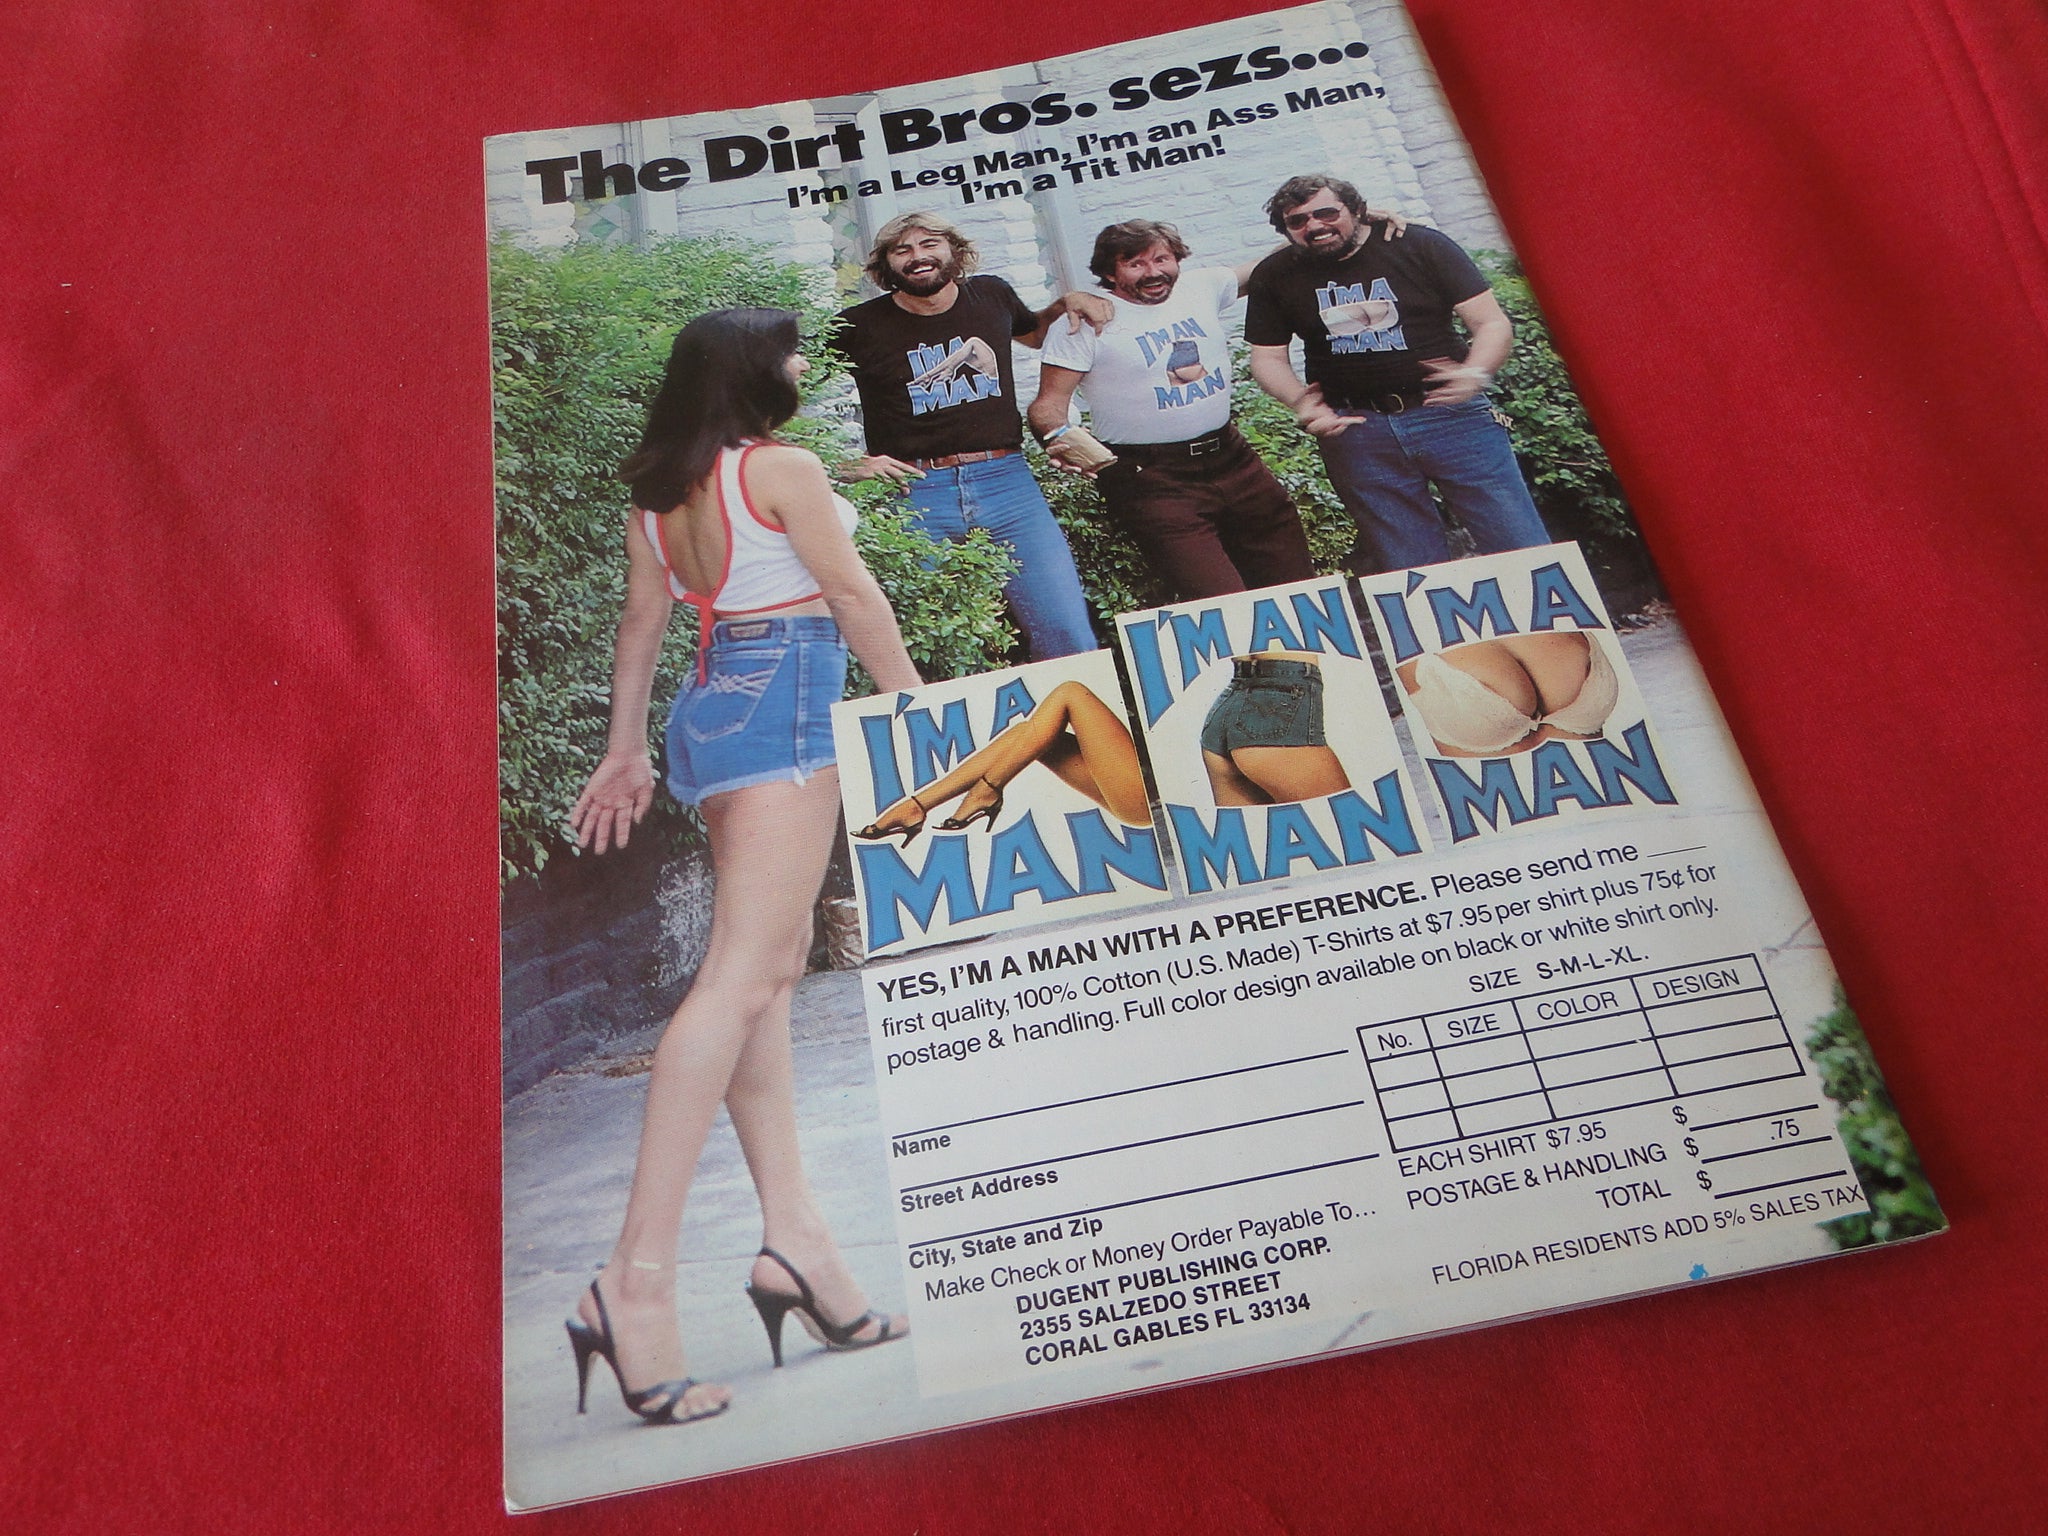 The Dirt Bros. sezs...
I'm a Leg Man, I'm an Ass Man,
I'm a Tit Man!
I'M A
MAN
I'M AN
MAN
I'M A
MAN
I'M A
MAN
I'M AN
MAN
I'M A
MAN
YES, I'M A MAN WITH A PREFERENCE. Please send me
first quality, 100% Cotton (U.S. Made) T-Shirts at $7.95 per shirt plus 75¢ for
postage & handling. Full color design available on black or white shirt only.
SIZE S-M-L-XL.
No. SIZE COLOR DESIGN
Name
Street Address
City, State and Zip
EACH SHIRT $7.95 $
POSTAGE & HANDLING $ .75
TOTAL $
FLORIDA RESIDENTS ADD 5% SALES TAX
Make Check or Money Order Payable To...
DUGENT PUBLISHING CORP.
2355 SALZEDO STREET
CORAL GABLES FL 33134